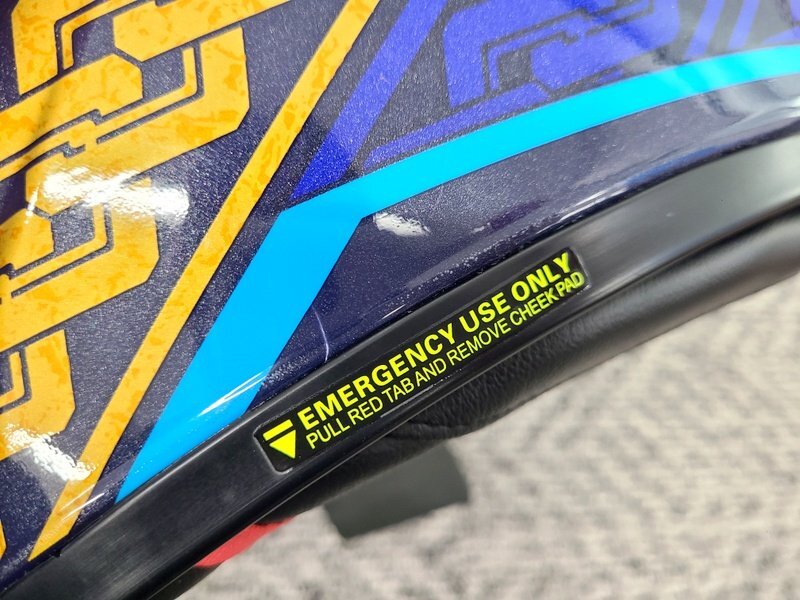 EMERGENCY USE ONLY
PULL RED TAB AND REMOVE CHEEK PAD